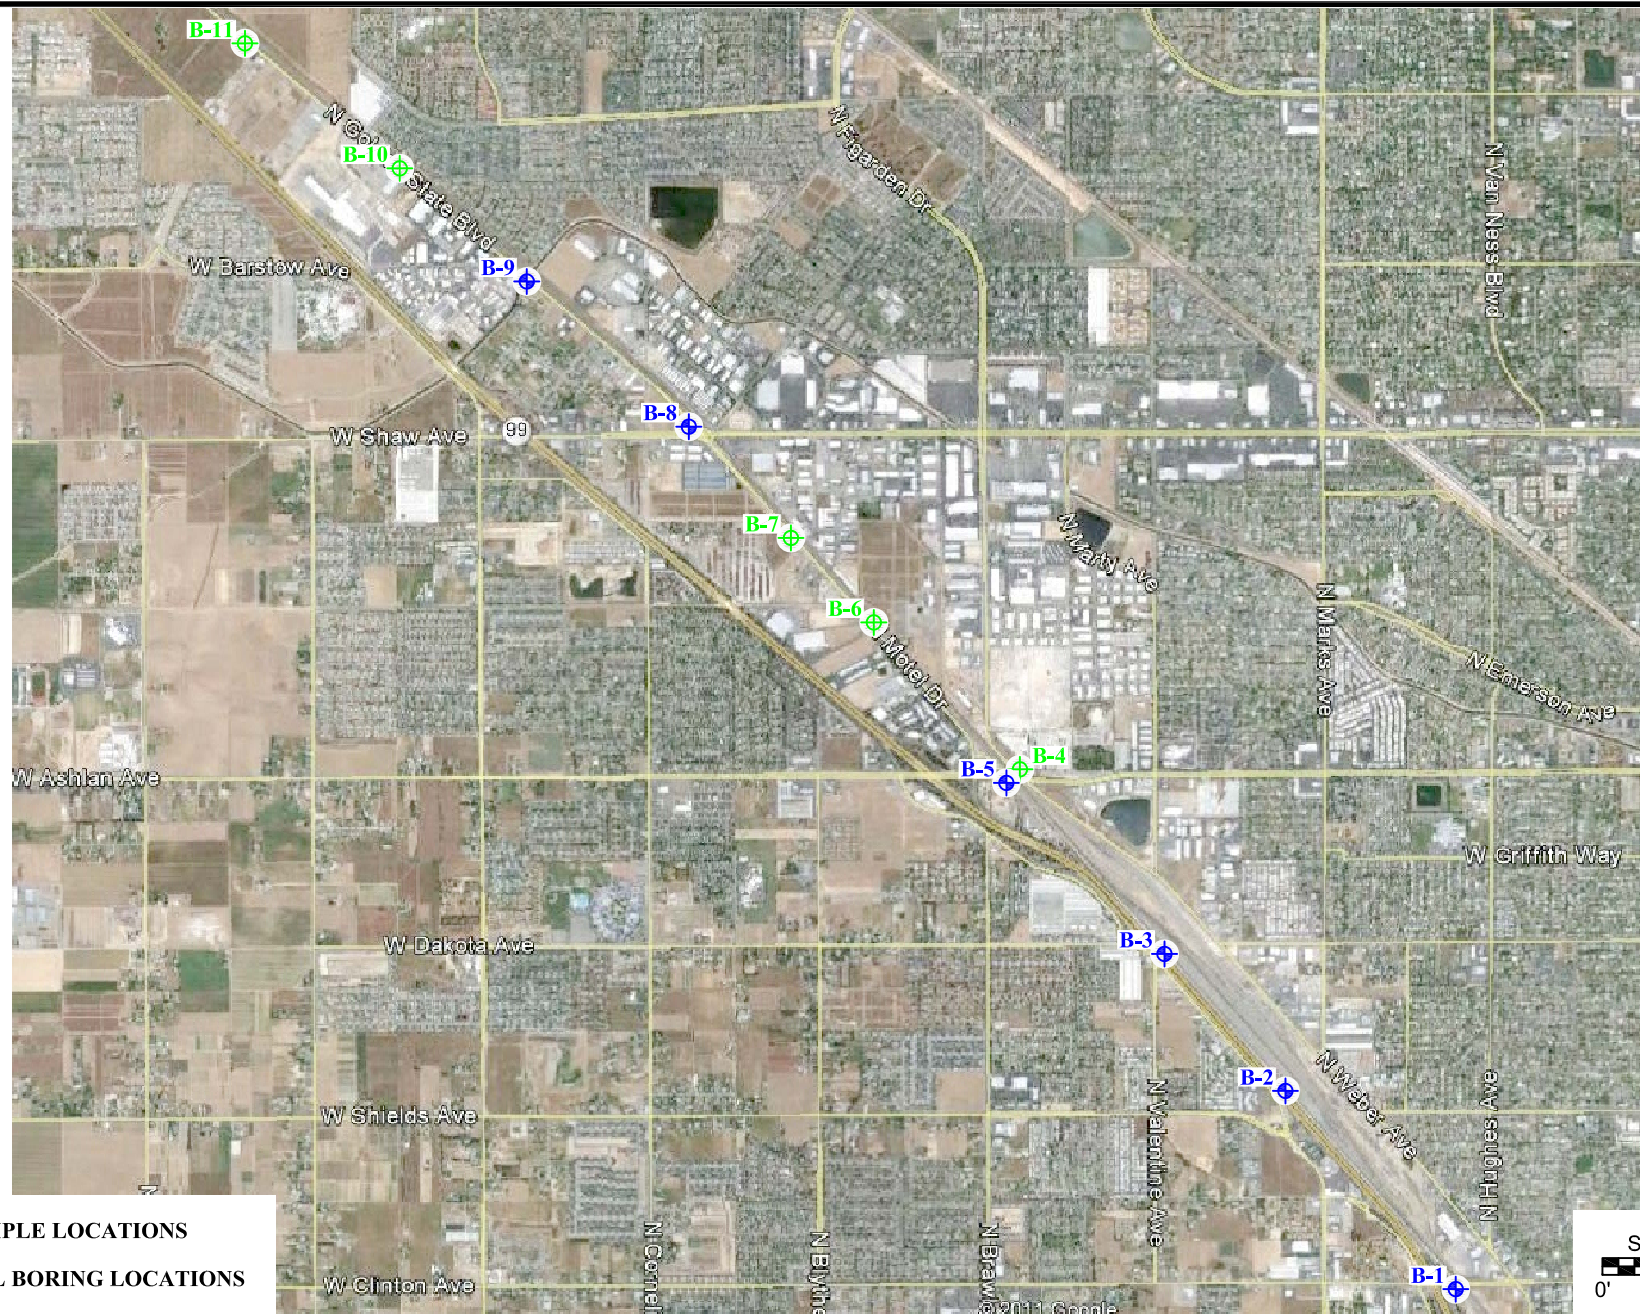 B-11
B-10
N Figarden Dr
State Blvd
N Van Ness Blvd
W Barstow Ave
B-9
B-8
W Shaw Ave
99
B-7
N Marty Ave
B-6
N Marks Ave
Motel Dr
N Emerson Ave
W Ashlan Ave
B-5
B-4
W Griffith Way
W Dakota Ave
B-3
B-2
N Weber Ave
W Shields Ave
N Valentine Ave
N Hughes Ave
PLE LOCATIONS
BORING LOCATIONS
N Cornel
N Blythe
N Brawl
W Clinton Ave
B-1
©2011 Google
S
0'